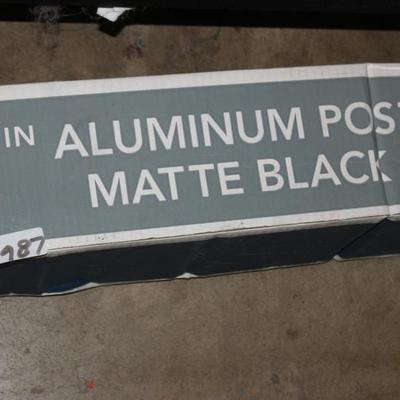 IN ALUMINUM POST
MATTE BLACK
987